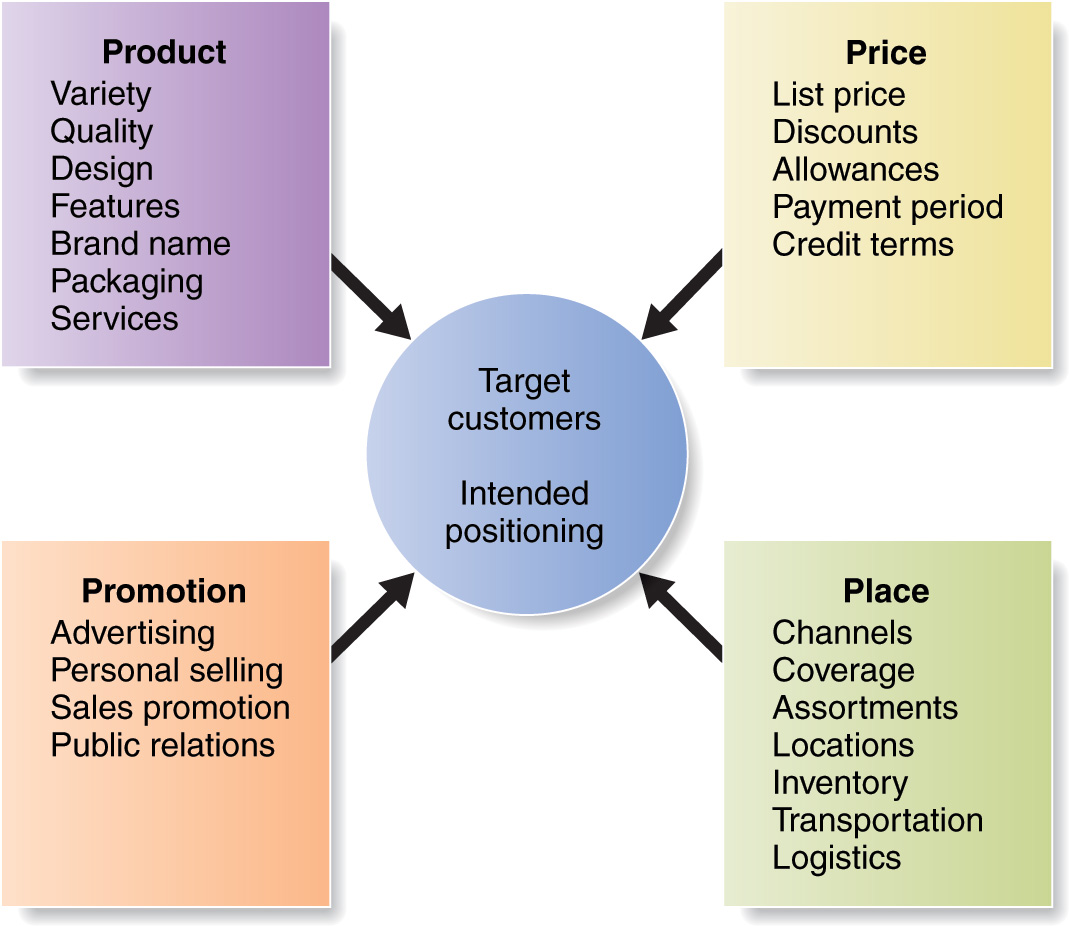 Product
Variety
Quality
Design
Features
Brand name
Packaging
Services
Price
List price
Discounts
Allowances
Payment period
Credit terms
Target
customers
Intended
positioning
Promotion
Advertising
Personal selling
Sales promotion
Public relations
Place
Channels
Coverage
Assortments
Locations
Inventory
Transportation
Logistics